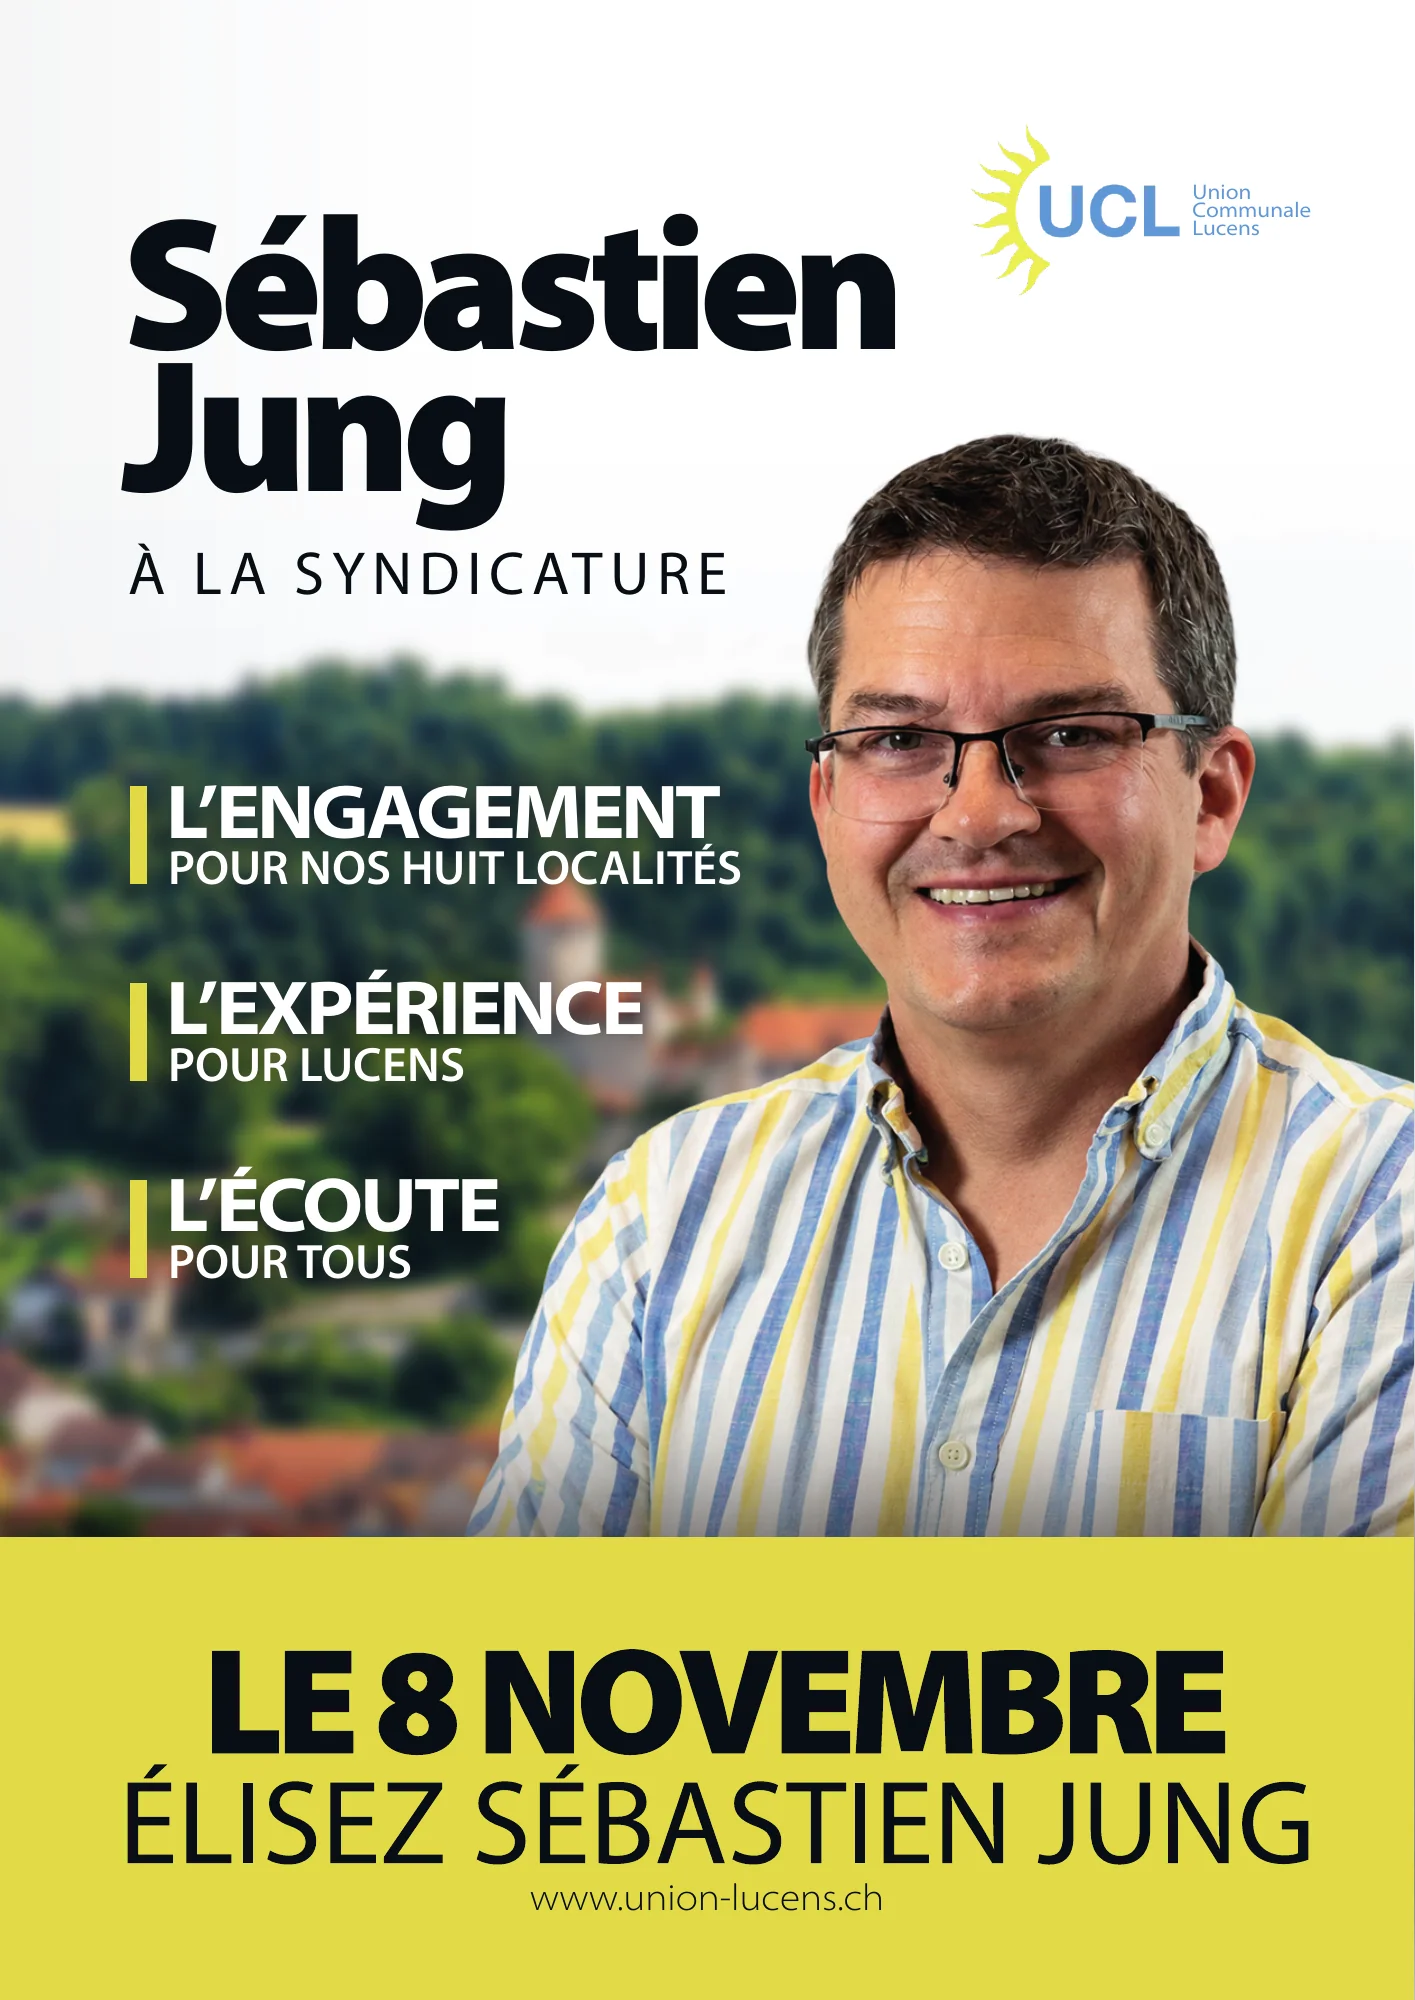 UCL
Union
Communale
Lucens
Sébastien
Jung
À LA SYNDICATURE
L'ENGAGEMENT
POUR NOS HUIT LOCALITÉS
L'EXPÉRIENCE
POUR LUCENS
L'ÉCOUTE
POUR TOUS
LE 8 NOVEMBRE
ÉLISEZ SÉBASTIEN JUNG
www.union-lucens.ch